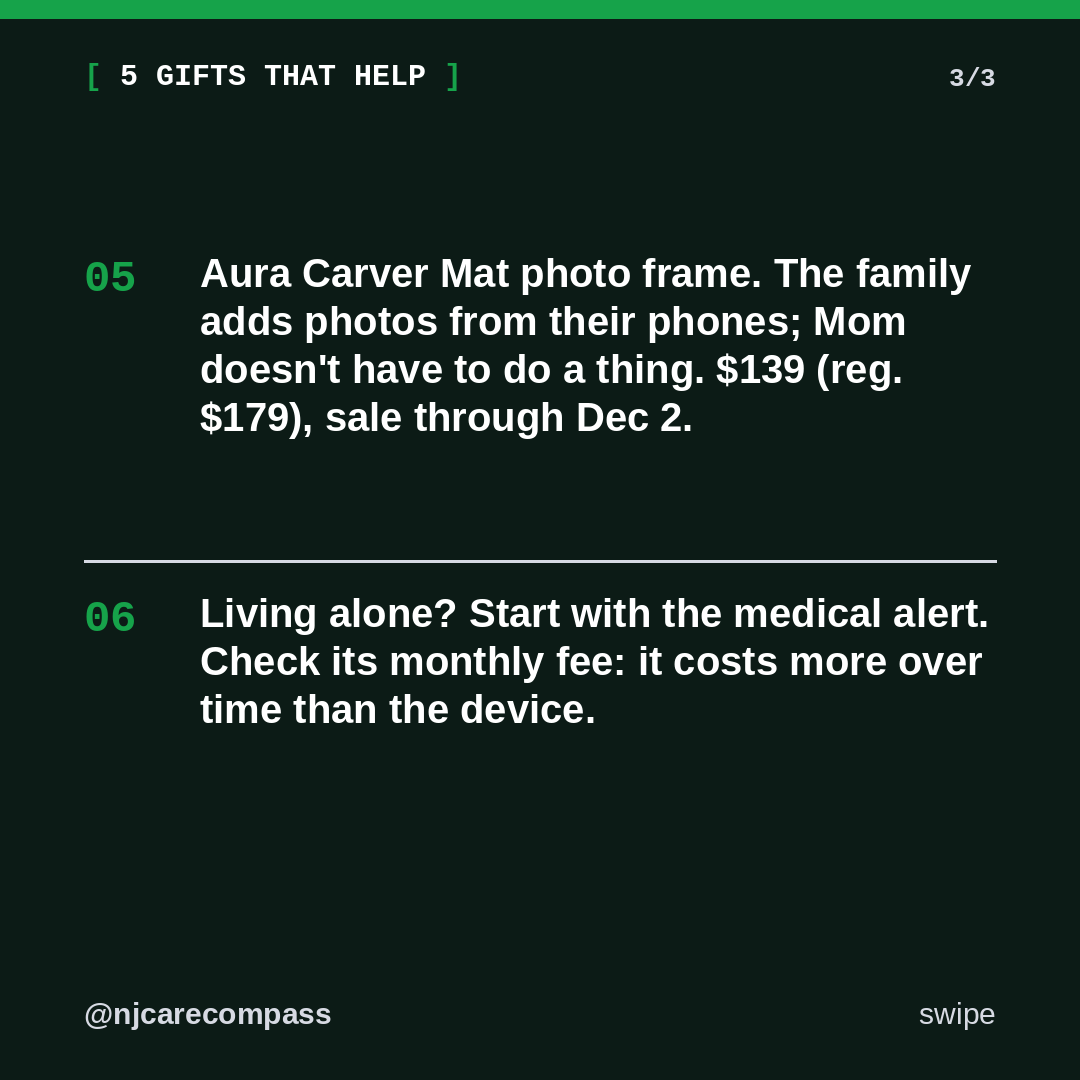 [ 5 GIFTS THAT HELP ]
3/3
05
Aura Carver Mat photo frame. The family
adds photos from their phones; Mom
doesn't have to do a thing. $139 (reg.
$179), sale through Dec 2.
06
Living alone? Start with the medical alert.
Check its monthly fee: it costs more over
time than the device.
@njcarecompass
swipe